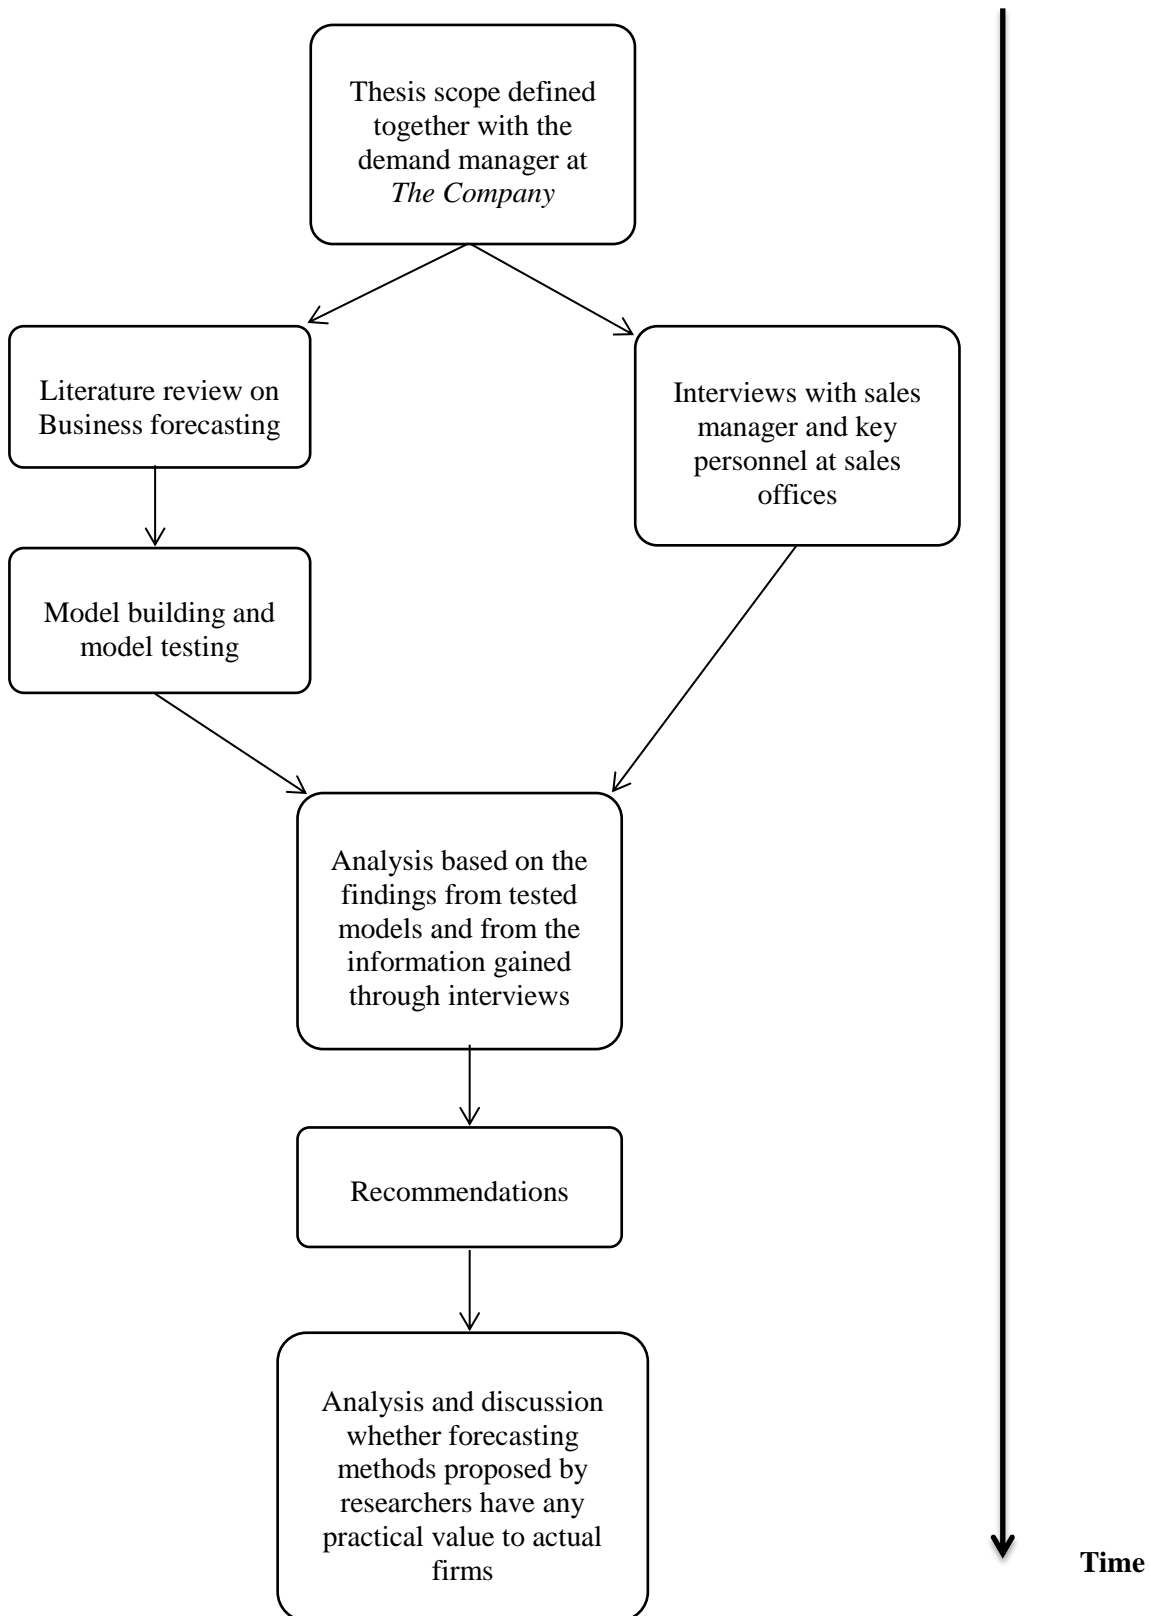 Thesis scope defined
together with the
demand manager at
The Company
Literature review on
Business forecasting
Interviews with sales
manager and key
personnel at sales
offices
Model building and
model testing
Analysis based on the
findings from tested
models and from the
information gained
through interviews
Recommendations
Analysis and discussion
whether forecasting
methods proposed by
researchers have any
practical value to actual
firms
Time